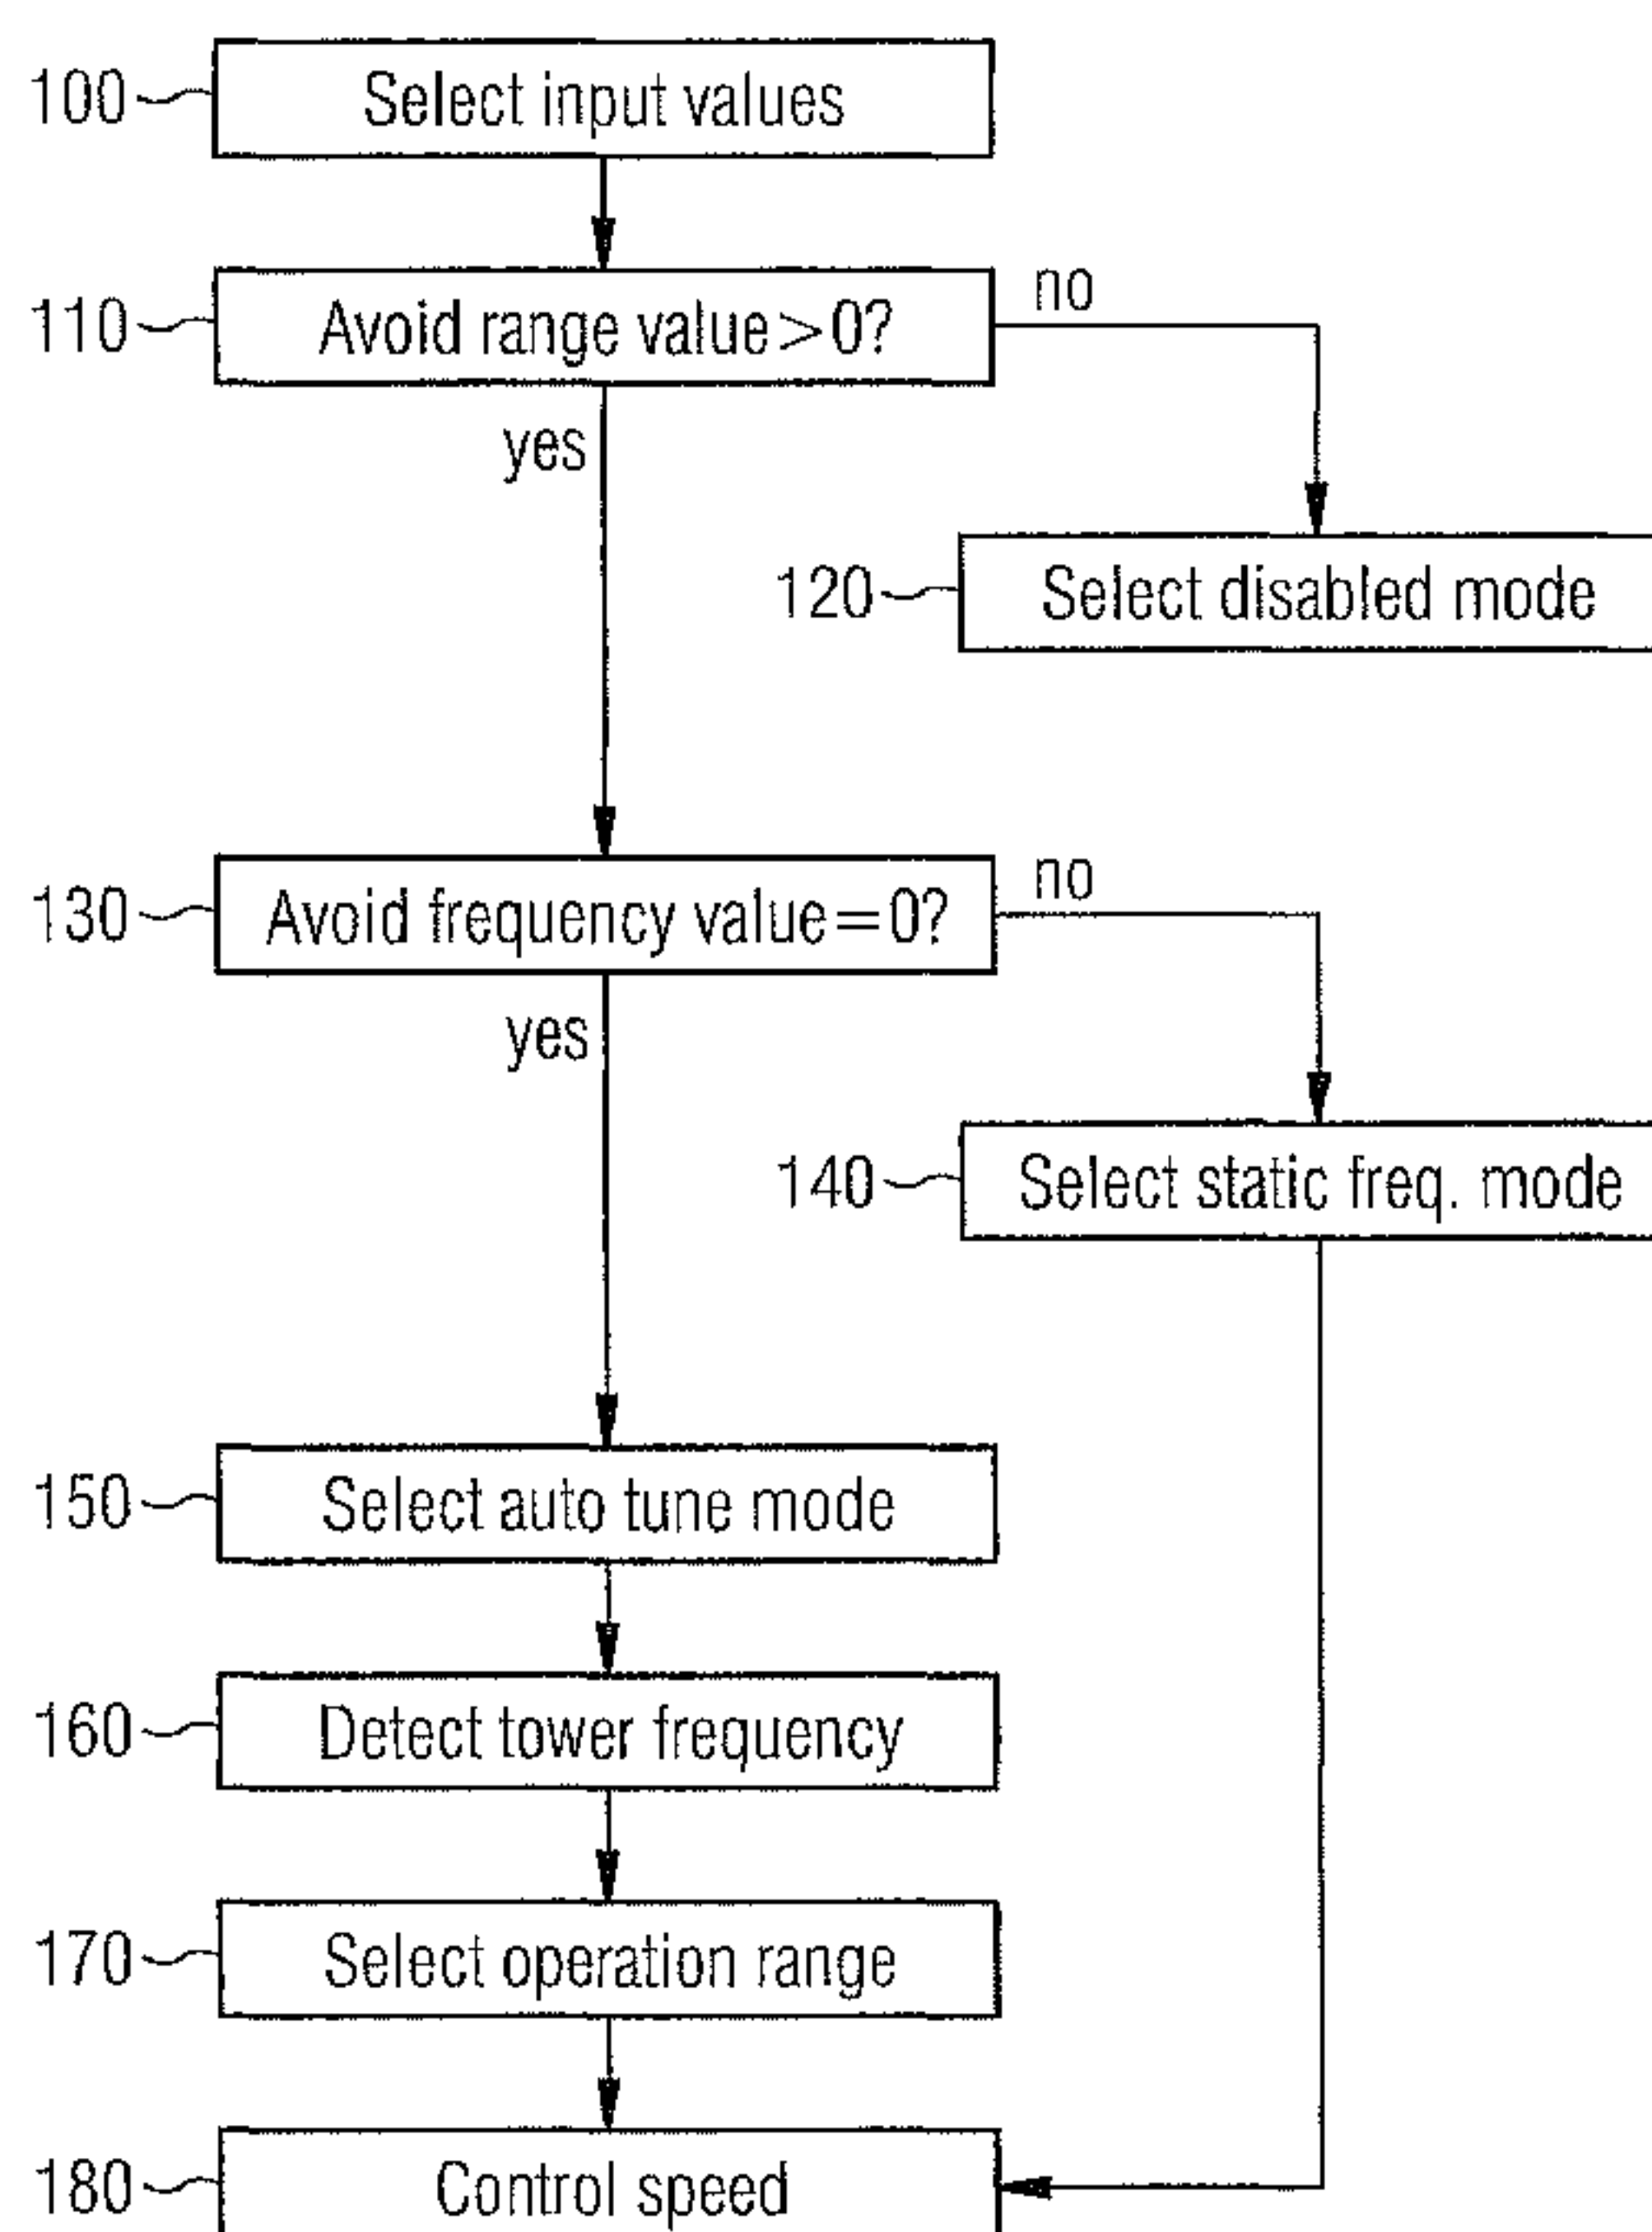 100 Select input values
110 Avoid range value>0? no
yes
120 Select disabled mode
130 Avoid frequency value=0? no
yes
140 Select static freq. mode
150 Select auto tune mode
160 Detect tower frequency
170 Select operation range
180 Control speed